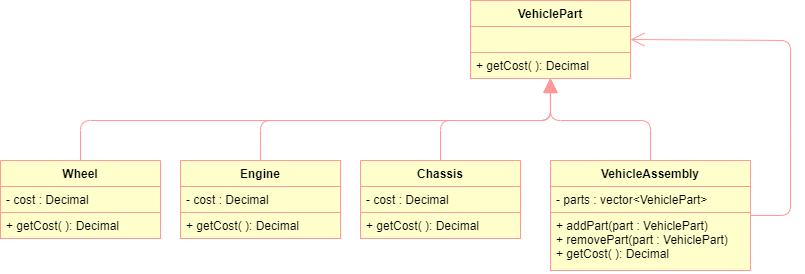 VehiclePart
+ getCost( ): Decimal
Wheel
- cost : Decimal
+ getCost( ): Decimal
Engine
- cost : Decimal
+ getCost( ): Decimal
Chassis
- cost : Decimal
+ getCost( ): Decimal
VehicleAssembly
- parts : vector<VehiclePart>
+ addPart(part : VehiclePart)
+ removePart(part : VehiclePart)
+ getCost( ): Decimal